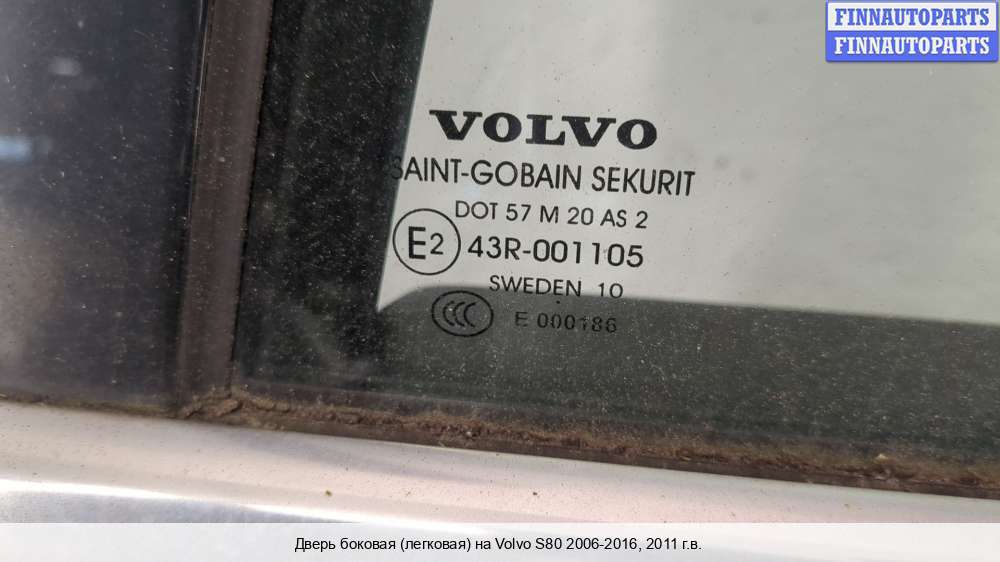 FINNAUTOPARTS
FINNAUTOPARTS
VOLVO
SAINT-GOBAIN SEKURIT
DOT 57 M 20 AS 2
E2 43R-001105
SWEDEN 10
CCC E 000186
Дверь боковая (легковая) на Volvo S80 2006-2016, 2011 г.в.